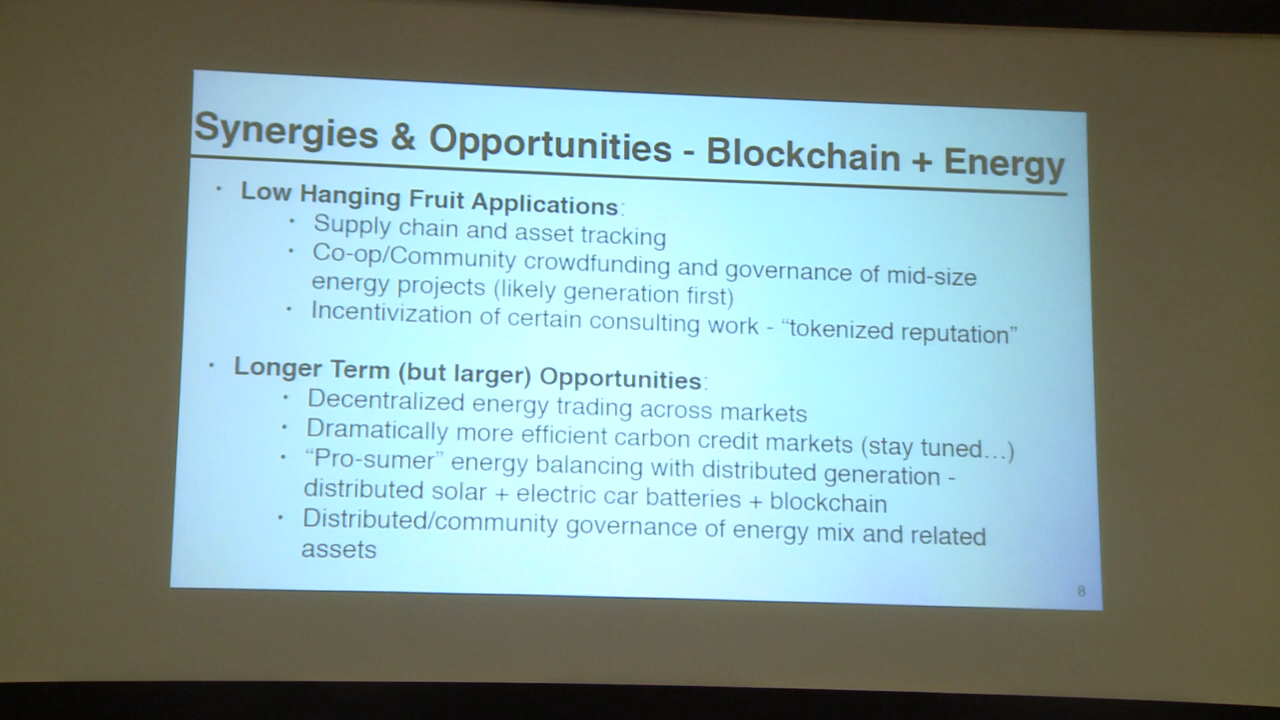 Synergies & Opportunities - Blockchain + Energy
• Low Hanging Fruit Applications:
• Supply chain and asset tracking
• Co-op/Community crowdfunding and governance of mid-size
energy projects (likely generation first)
• Incentivization of certain consulting work - “tokenized reputation”
• Longer Term (but larger) Opportunities:
• Decentralized energy trading across markets
• Dramatically more efficient carbon credit markets (stay tuned...)
• “Pro-sumer” energy balancing with distributed generation -
distributed solar + electric car batteries + blockchain
• Distributed/community governance of energy mix and related
assets
8